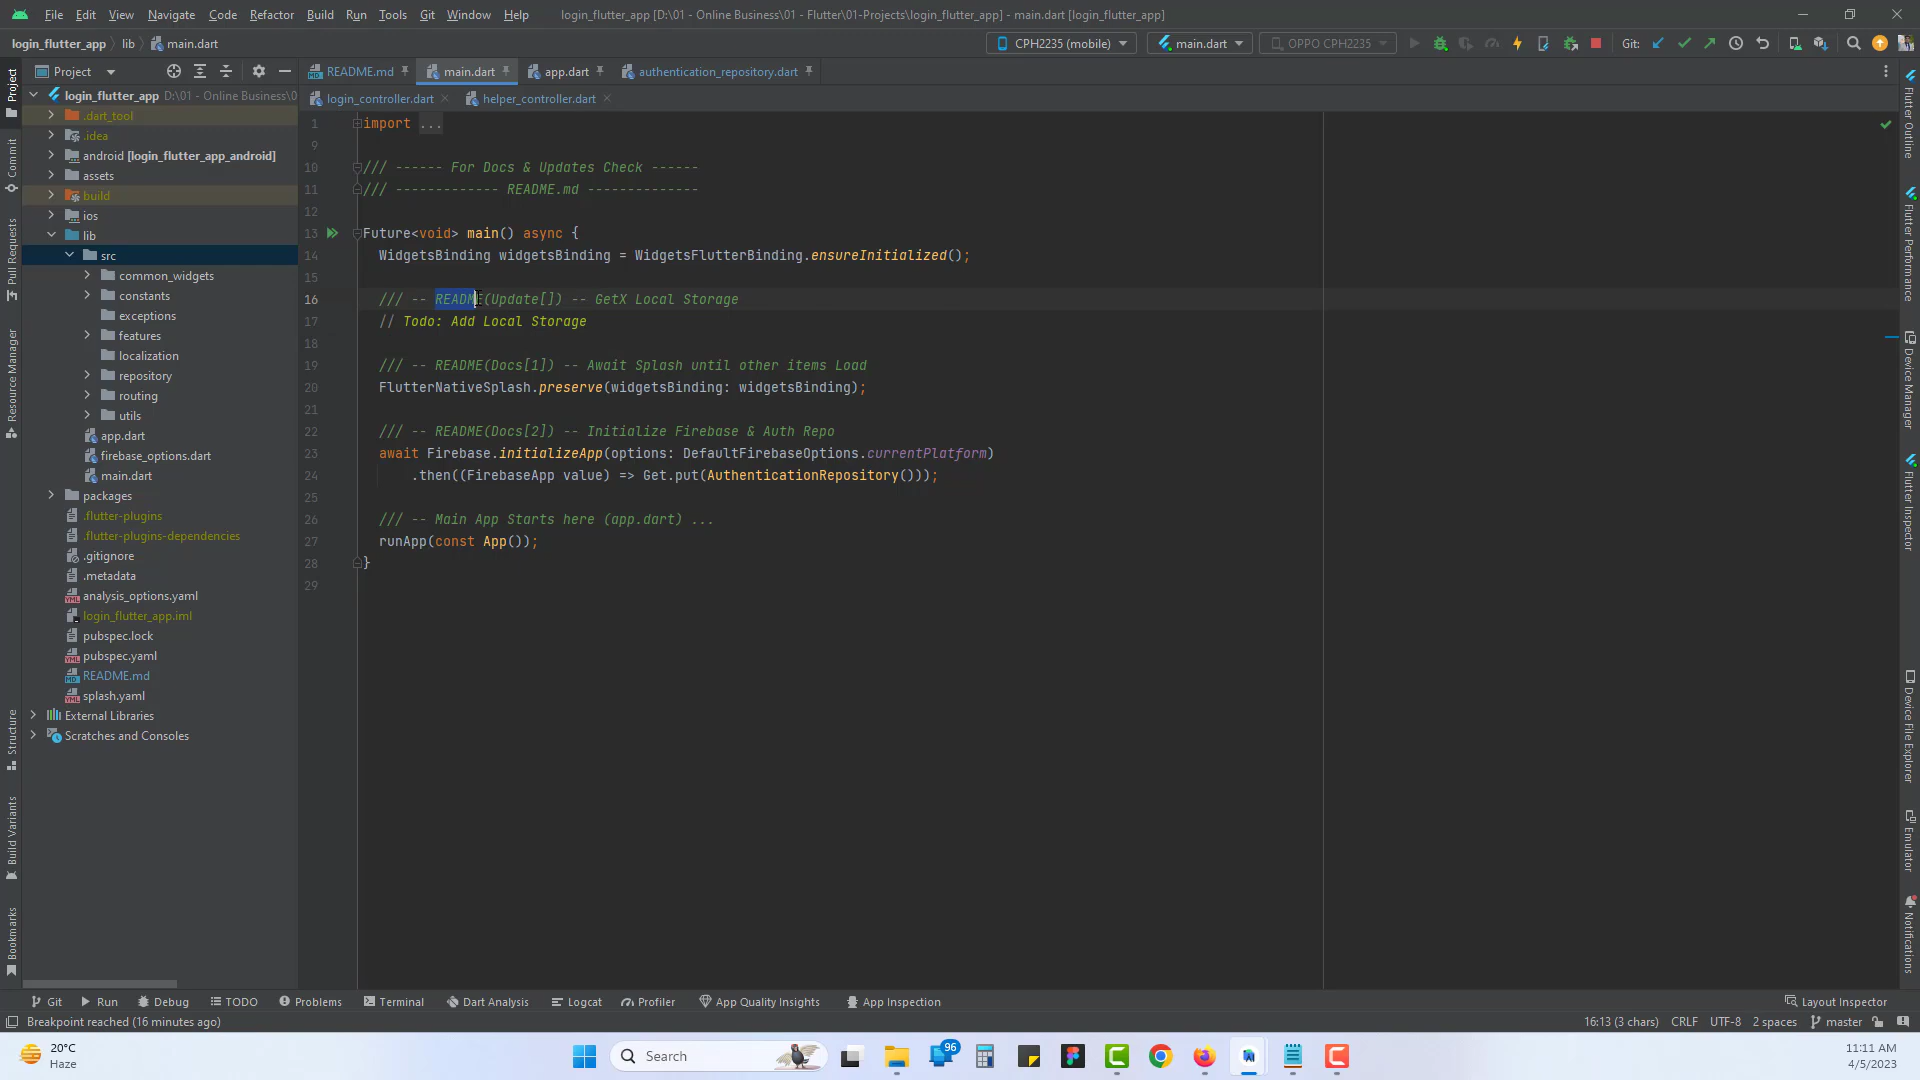 File Edit View Navigate Code Refactor Build Run Tools Git Window Help login_flutter_app [D:\01 - Online Business\01 - Flutter\01-Projects\login_flutter_app] - main.dart [login_flutter_app]
login_flutter_app lib main.dart CPH2235 (mobile) main.dart OPPO CPH2235 Git:
Project README.md main.dart app.dart authentication_repository.dart
login_controller.dart helper_controller.dart
login_flutter_app D:\01 - Online Business\0
.dart_tool
.idea
android [login_flutter_app_android]
assets
build
ios
lib
src
common_widgets
constants
exceptions
features
localization
repository
routing
utils
app.dart
firebase_options.dart
main.dart
packages
.flutter-plugins
.flutter-plugins-dependencies
.gitignore
.metadata
analysis_options.yaml
login_flutter_app.iml
pubspec.lock
pubspec.yaml
README.md
splash.yaml
External Libraries
Scratches and Consoles
1 import ...
9
10 /// ------ For Docs & Updates Check ------
11 /// ------------- README.md --------------
12
13 Future<void> main() async {
14 WidgetsBinding widgetsBinding = WidgetsFlutterBinding.ensureInitialized();
15
16 /// -- README(Update[]) -- GetX Local Storage
17 // Todo: Add Local Storage
18
19 /// -- README(Docs[1]) -- Await Splash until other items Load
20 FlutterNativeSplash.preserve(widgetsBinding: widgetsBinding);
21
22 /// -- README(Docs[2]) -- Initialize Firebase & Auth Repo
23 await Firebase.initializeApp(options: DefaultFirebaseOptions.currentPlatform)
24 .then((FirebaseApp value) => Get.put(AuthenticationRepository()));
25
26 /// -- Main App Starts here (app.dart) ...
27 runApp(const App());
28 }
29
Project
Commit
Pull Requests
Resource Manager
Structure
Build Variants
Bookmarks
Flutter Outline
Flutter Performance
Device Manager
Flutter Inspector
Device File Explorer
Emulator
Notifications
Git Run Debug TODO Problems Terminal Dart Analysis Logcat Profiler App Quality Insights App Inspection Layout Inspector
Breakpoint reached (16 minutes ago) 16:13 (3 chars) CRLF UTF-8 2 spaces master
20°C
Haze
Search
96
11:11 AM
4/5/2023